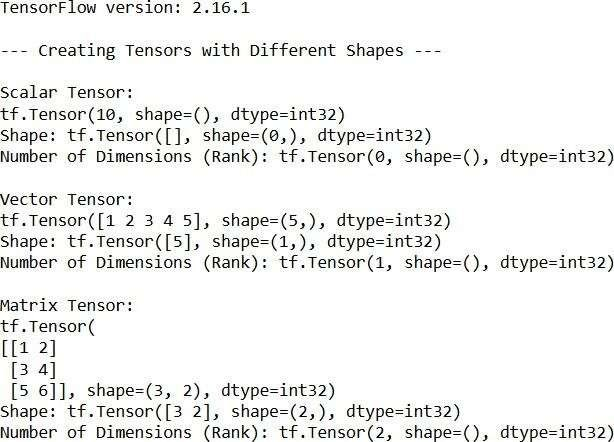 TensorFlow version: 2.16.1
--- Creating Tensors with Different Shapes ---
Scalar Tensor:
tf.Tensor(10, shape=(), dtype=int32)
Shape: tf.Tensor([], shape=(0,), dtype=int32)
Number of Dimensions (Rank): tf.Tensor(0, shape=(), dtype=int32)
Vector Tensor:
tf.Tensor([1 2 3 4 5], shape=(5,), dtype=int32)
Shape: tf.Tensor([5], shape=(1,), dtype=int32)
Number of Dimensions (Rank): tf.Tensor(1, shape=(), dtype=int32)
Matrix Tensor:
tf.Tensor(
[[1 2]
 [3 4]
 [5 6]], shape=(3, 2), dtype=int32)
Shape: tf.Tensor([3 2], shape=(2,), dtype=int32)
Number of Dimensions (Rank): tf.Tensor(2, shape=(), dtype=int32)